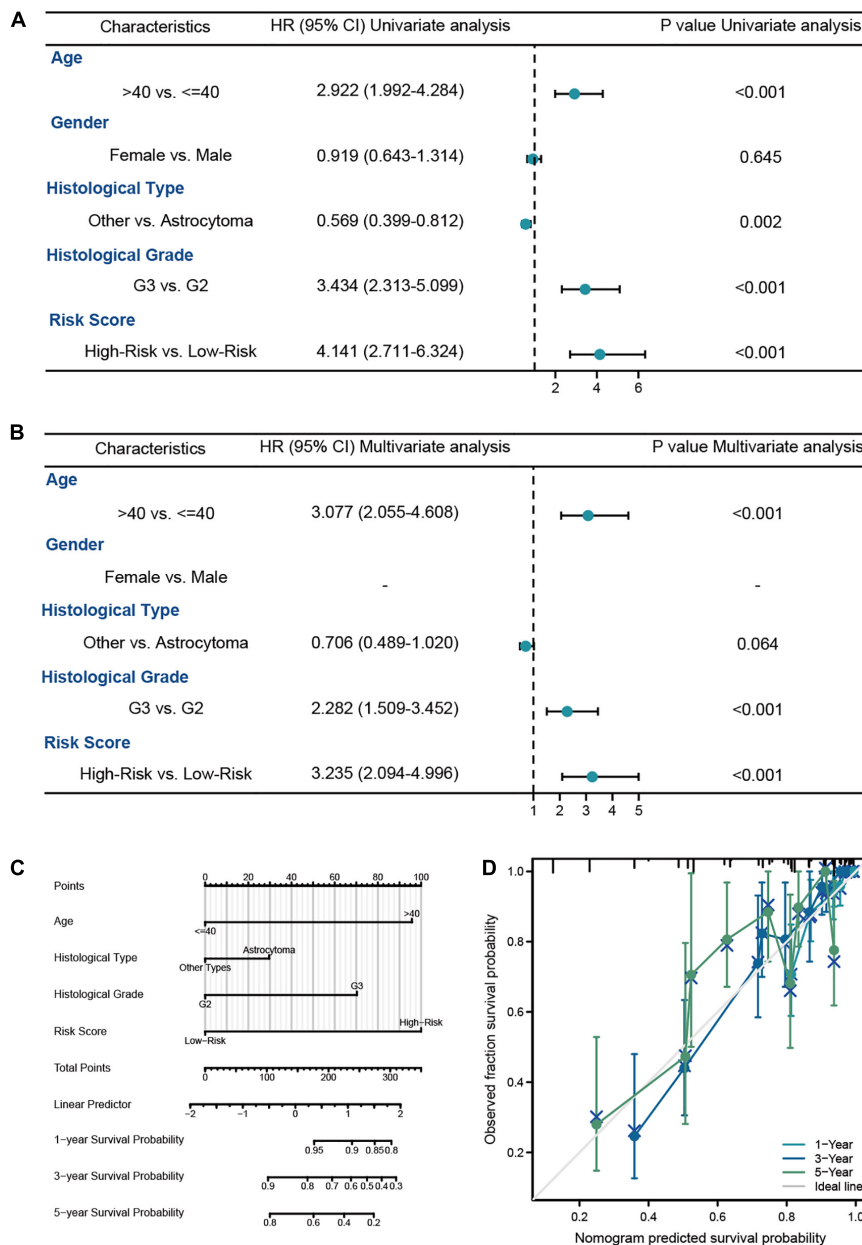 A
Characteristics HR (95% CI) Univariate analysis P value Univariate analysis
Age
>40 vs. <=40 2.922 (1.992-4.284) <0.001
Gender
Female vs. Male 0.919 (0.643-1.314) 0.645
Histological Type
Other vs. Astrocytoma 0.569 (0.399-0.812) 0.002
Histological Grade
G3 vs. G2 3.434 (2.313-5.099) <0.001
Risk Score
High-Risk vs. Low-Risk 4.141 (2.711-6.324) <0.001
2 4 6
B
Characteristics HR (95% CI) Multivariate analysis P value Multivariate analysis
Age
>40 vs. <=40 3.077 (2.055-4.608) <0.001
Gender
Female vs. Male - -
Histological Type
Other vs. Astrocytoma 0.706 (0.489-1.020) 0.064
Histological Grade
G3 vs. G2 2.282 (1.509-3.452) <0.001
Risk Score
High-Risk vs. Low-Risk 3.235 (2.094-4.996) <0.001
1 2 3 4 5
C
0 20 40 60 80 100
Points
Age
<=40 >40
Histological Type
Other Types Astrocytoma
Histological Grade
G2 G3
Risk Score
Low-Risk High-Risk
Total Points
0 100 200 300
Linear Predictor
−2 −1 0 1 2
1-year Survival Probability
0.95 0.9 0.85 0.8
3-year Survival Probability
0.9 0.8 0.7 0.6 0.5 0.4 0.3
5-year Survival Probability
0.8 0.6 0.4 0.2
D
Observed fraction survival probability
1.0
0.8
0.6
0.4
0.2
1−Year
3−Year
5−Year
Ideal line
0.2 0.4 0.6 0.8 1.0
Nomogram predicted survival probability